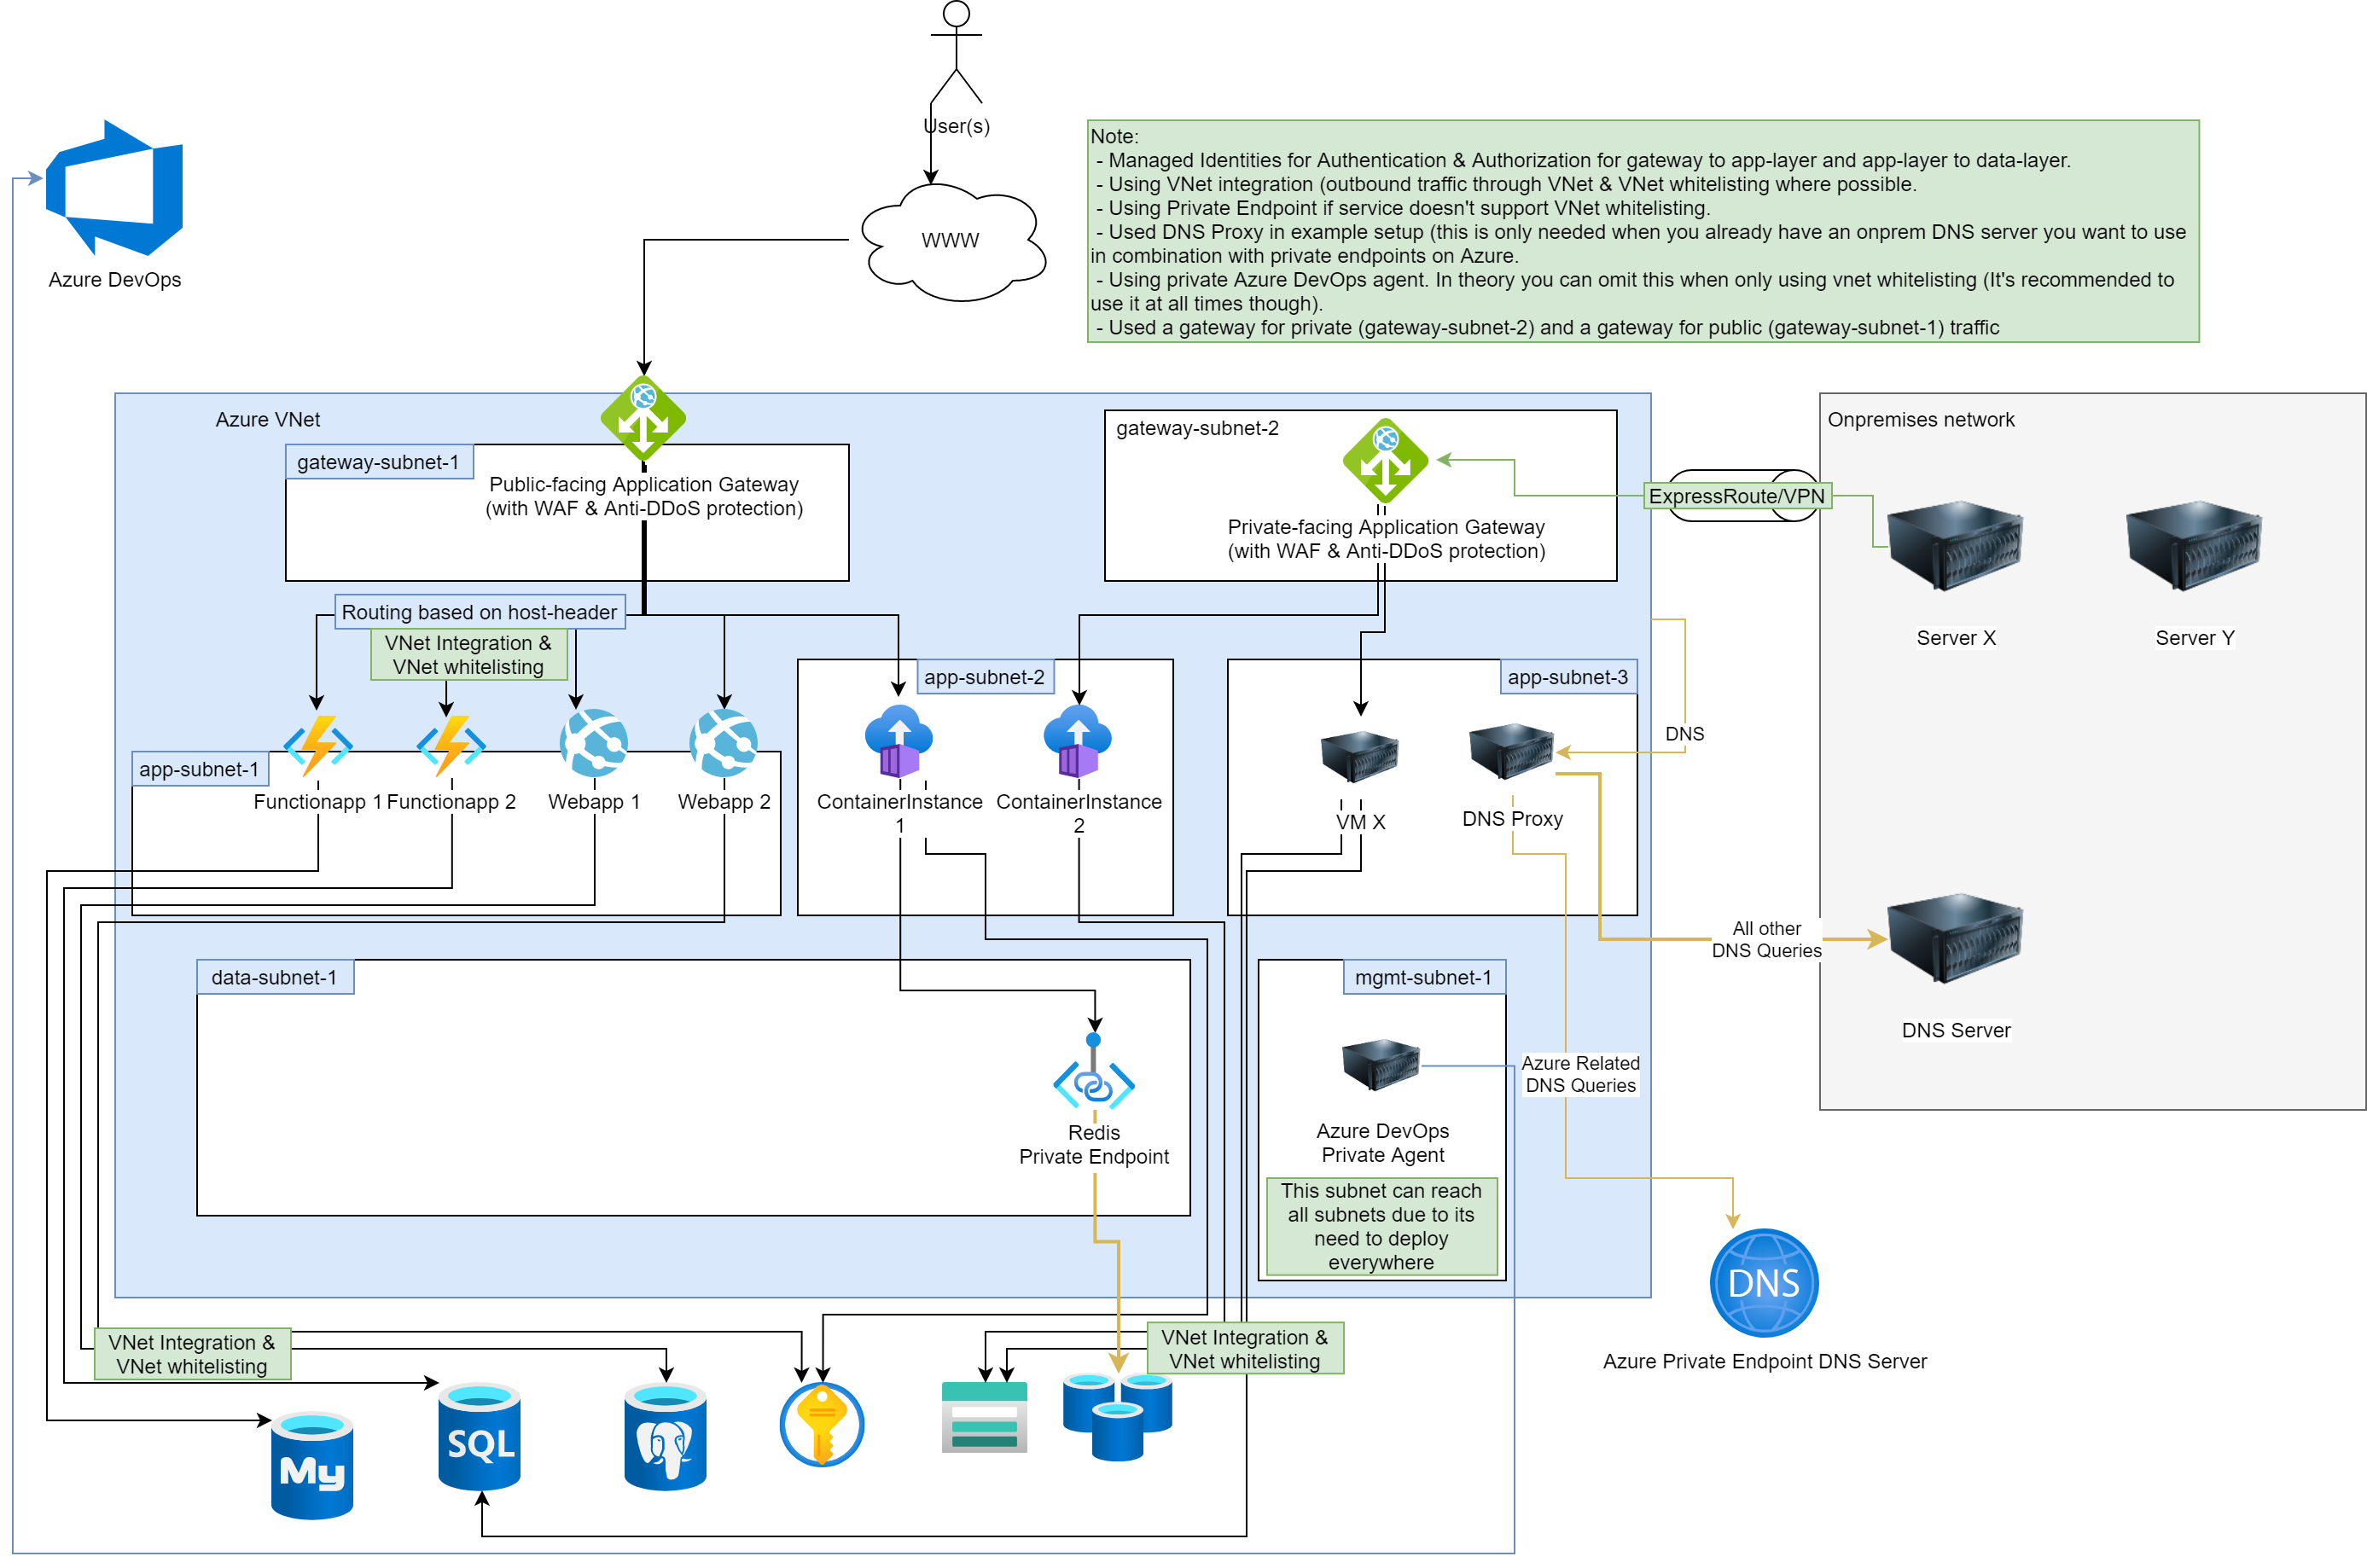 User(s)
WWW
Azure DevOps
Note:
- Managed Identities for Authentication & Authorization for gateway to app-layer and app-layer to data-layer.
- Using VNet integration (outbound traffic through VNet & VNet whitelisting where possible.
- Using Private Endpoint if service doesn't support VNet whitelisting.
- Used DNS Proxy in example setup (this is only needed when you already have an onprem DNS server you want to use
in combination with private endpoints on Azure.
- Using private Azure DevOps agent. In theory you can omit this when only using vnet whitelisting (It's recommended to
use it at all times though).
- Used a gateway for private (gateway-subnet-2) and a gateway for public (gateway-subnet-1) traffic
Azure VNet
gateway-subnet-1
Public-facing Application Gateway
(with WAF & Anti-DDoS protection)
gateway-subnet-2
Private-facing Application Gateway
(with WAF & Anti-DDoS protection)
ExpressRoute/VPN
Onpremises network
Server X
Server Y
Routing based on host-header
VNet Integration &
VNet whitelisting
app-subnet-1
Functionapp 1
Functionapp 2
Webapp 1
Webapp 2
app-subnet-2
ContainerInstance
1
ContainerInstance
2
app-subnet-3
VM X
DNS Proxy
DNS
All other
DNS Queries
DNS Server
data-subnet-1
Redis
Private Endpoint
mgmt-subnet-1
Azure DevOps
Private Agent
This subnet can reach
all subnets due to its
need to deploy
everywhere
Azure Related
DNS Queries
DNS
Azure Private Endpoint DNS Server
VNet Integration &
VNet whitelisting
VNet Integration &
VNet whitelisting
My
SQL